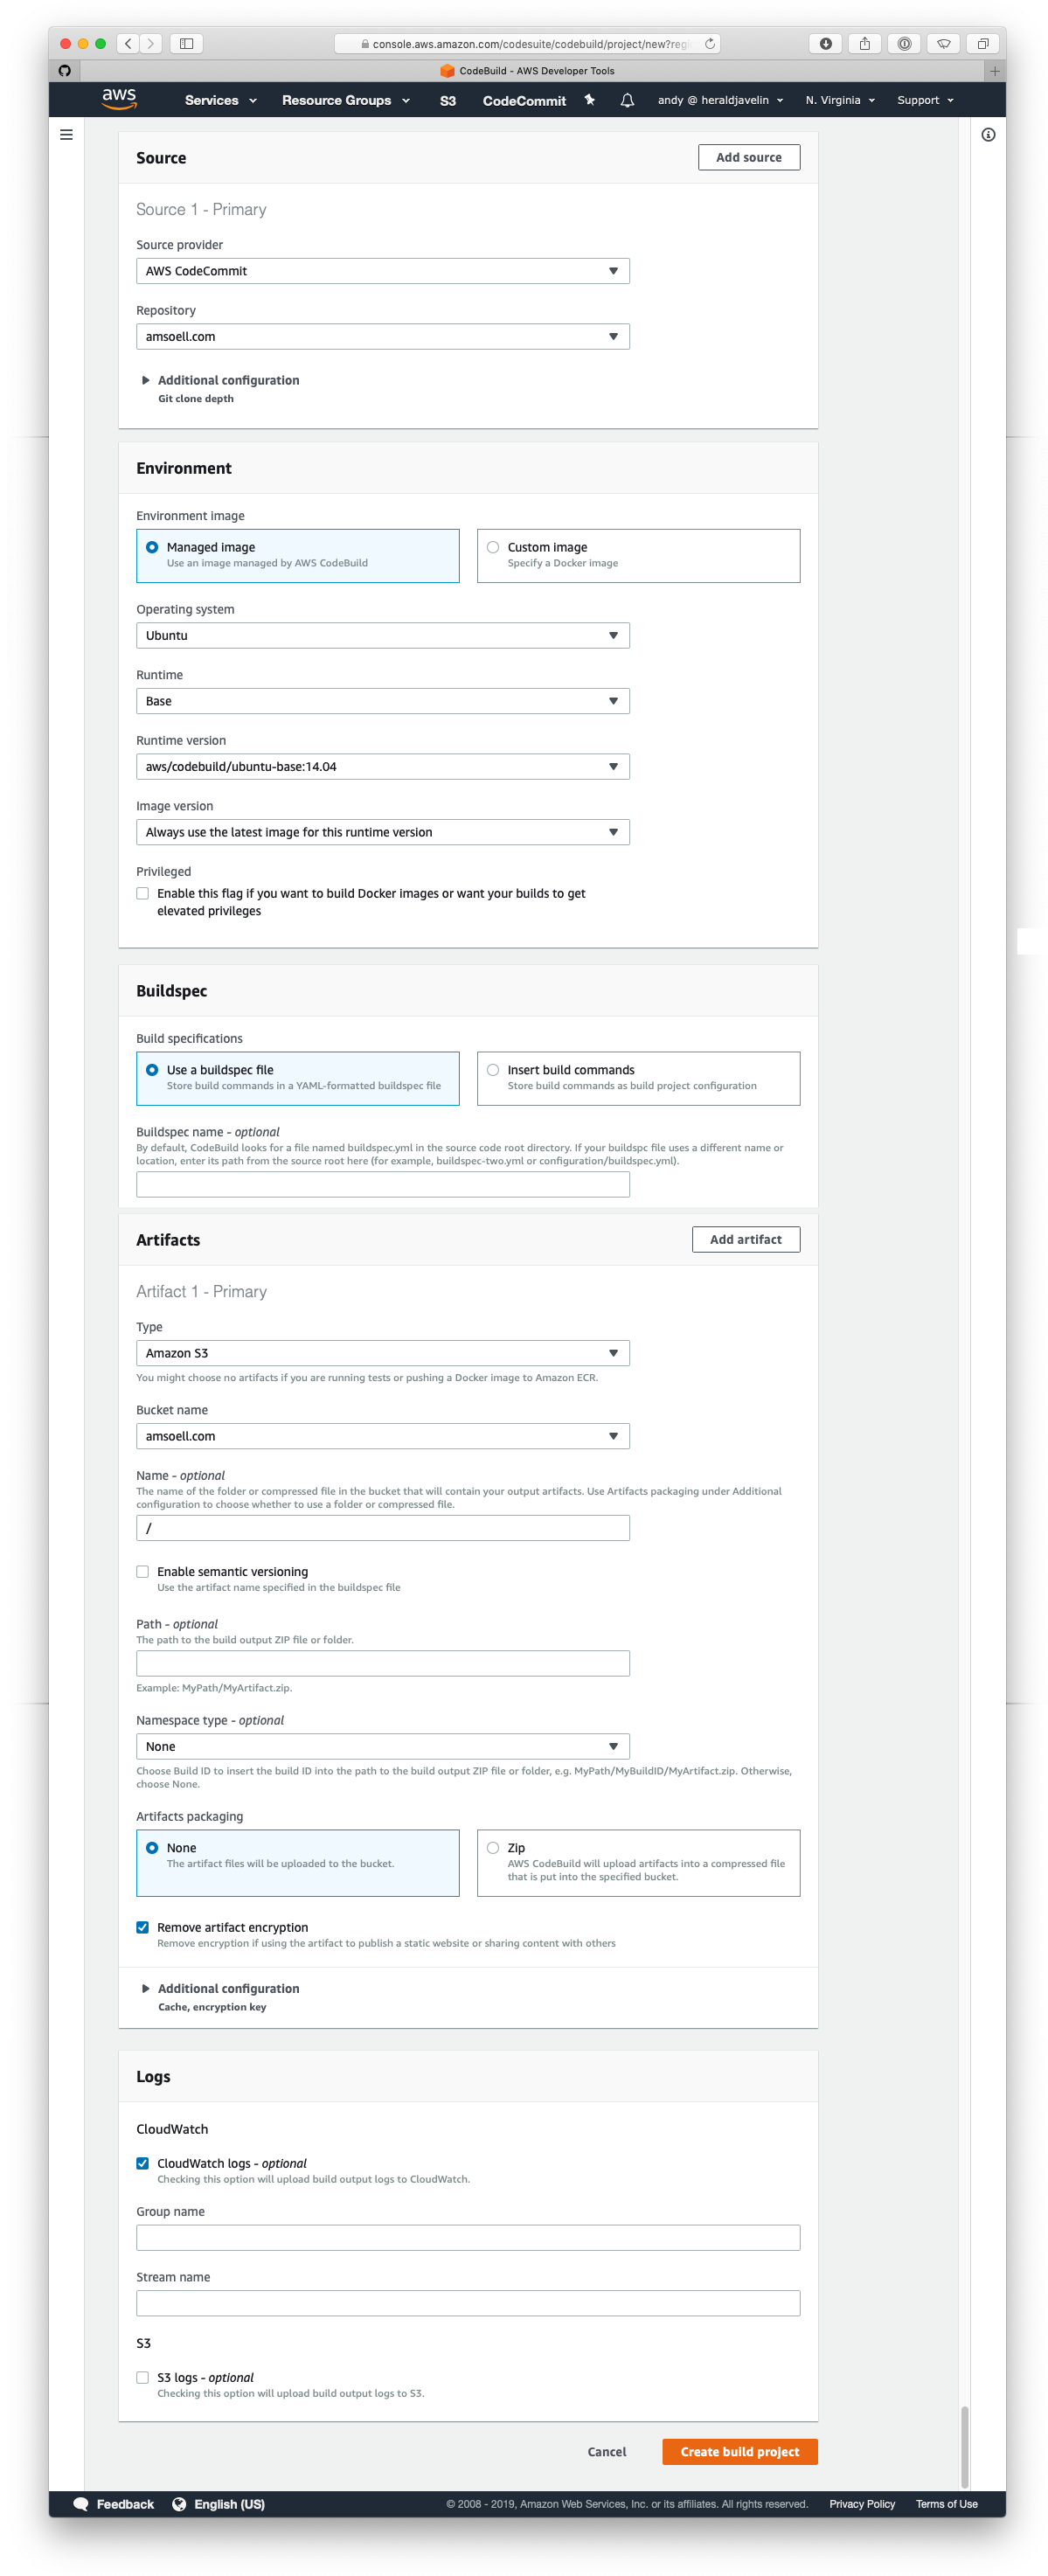 console.aws.amazon.com/codesuite/codebuild/project/new?regi
CodeBuild - AWS Developer Tools
aws
Services
Resource Groups
S3
CodeCommit
andy @ heraldjavelin
N. Virginia
Support
Source
Add source
Source 1 - Primary
Source provider
AWS CodeCommit
Repository
amsoell.com
Additional configuration
Git clone depth
Environment
Environment image
Managed image
Use an image managed by AWS CodeBuild
Custom image
Specify a Docker image
Operating system
Ubuntu
Runtime
Base
Runtime version
aws/codebuild/ubuntu-base:14.04
Image version
Always use the latest image for this runtime version
Privileged
Enable this flag if you want to build Docker images or want your builds to get
elevated privileges
Buildspec
Build specifications
Use a buildspec file
Store build commands in a YAML-formatted buildspec file
Insert build commands
Store build commands as build project configuration
Buildspec name - optional
By default, CodeBuild looks for a file named buildspec.yml in the source code root directory. If your buildspc file uses a different name or
location, enter its path from the source root here (for example, buildspec-two.yml or configuration/buildspec.yml).
Artifacts
Add artifact
Artifact 1 - Primary
Type
Amazon S3
You might choose no artifacts if you are running tests or pushing a Docker image to Amazon ECR.
Bucket name
amsoell.com
Name - optional
The name of the folder or compressed file in the bucket that will contain your output artifacts. Use Artifacts packaging under Additional
configuration to choose whether to use a folder or compressed file.
/
Enable semantic versioning
Use the artifact name specified in the buildspec file
Path - optional
The path to the build output ZIP file or folder.
Example: MyPath/MyArtifact.zip.
Namespace type - optional
None
Choose Build ID to insert the build ID into the path to the build output ZIP file or folder, e.g. MyPath/MyBuildID/MyArtifact.zip. Otherwise,
choose None.
Artifacts packaging
None
The artifact files will be uploaded to the bucket.
Zip
AWS CodeBuild will upload artifacts into a compressed file
that is put into the specified bucket.
Remove artifact encryption
Remove encryption if using the artifact to publish a static website or sharing content with others
Additional configuration
Cache, encryption key
Logs
CloudWatch
CloudWatch logs - optional
Checking this option will upload build output logs to CloudWatch.
Group name
Stream name
S3
S3 logs - optional
Checking this option will upload build output logs to S3.
Cancel
Create build project
Feedback
English (US)
© 2008 - 2019, Amazon Web Services, Inc. or its affiliates. All rights reserved.
Privacy Policy
Terms of Use